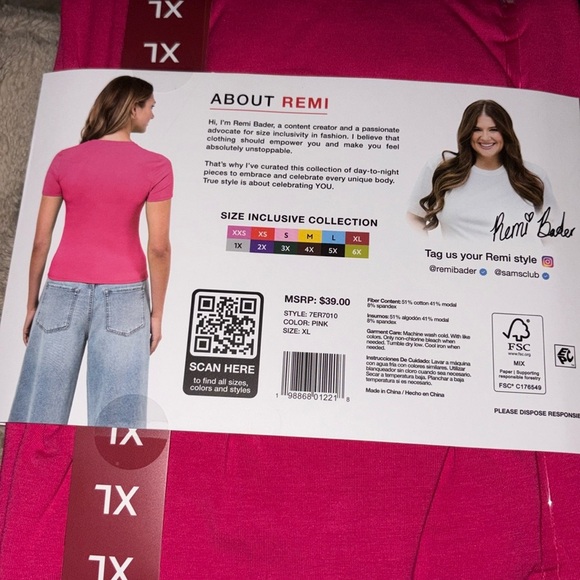 XL
XL
ABOUT REMI
Hi, I'm Remi Bader, a content creator and a passionate
advocate for size inclusivity in fashion. I believe that
clothing should empower you and make you feel
absolutely unstoppable.
That's why I've curated this collection of day-to-night
pieces to embrace and celebrate every unique body.
True style is about celebrating YOU.
SIZE INCLUSIVE COLLECTION
XXS XS S M L XL
1X 2X 3X 4X 5X 6X
Remi Bader
Tag us your Remi style
@remibader @samsclub
SCAN HERE
to find all sizes,
colors and styles
MSRP: $39.00
STYLE: 7ER7010
COLOR: PINK
SIZE: XL
1 98868 01221 8
Fiber Content: 51% cotton 41% modal
8% spandex
Insumos: 51% algodón 41% modal
8% spandex
Garment Care: Machine wash cold. With like
colors. Only non-chlorine bleach when
needed. Tumble dry low. Cool iron when
needed.
Instrucciones De Cuidado: Lavar a máquina
con agua fría con colores similares. Utilizar
blanqueador sin cloro cuando sea necesario.
Secar a baja temperatura. Planchar a baja
temperatura si es necesario.
Made in China / Hecho en China
FSC
www.fsc.org
MIX
Paper | Supporting
responsible forestry
FSC® C176549
PLEASE DISPOSE RESPONSIB
XL
XL
XL